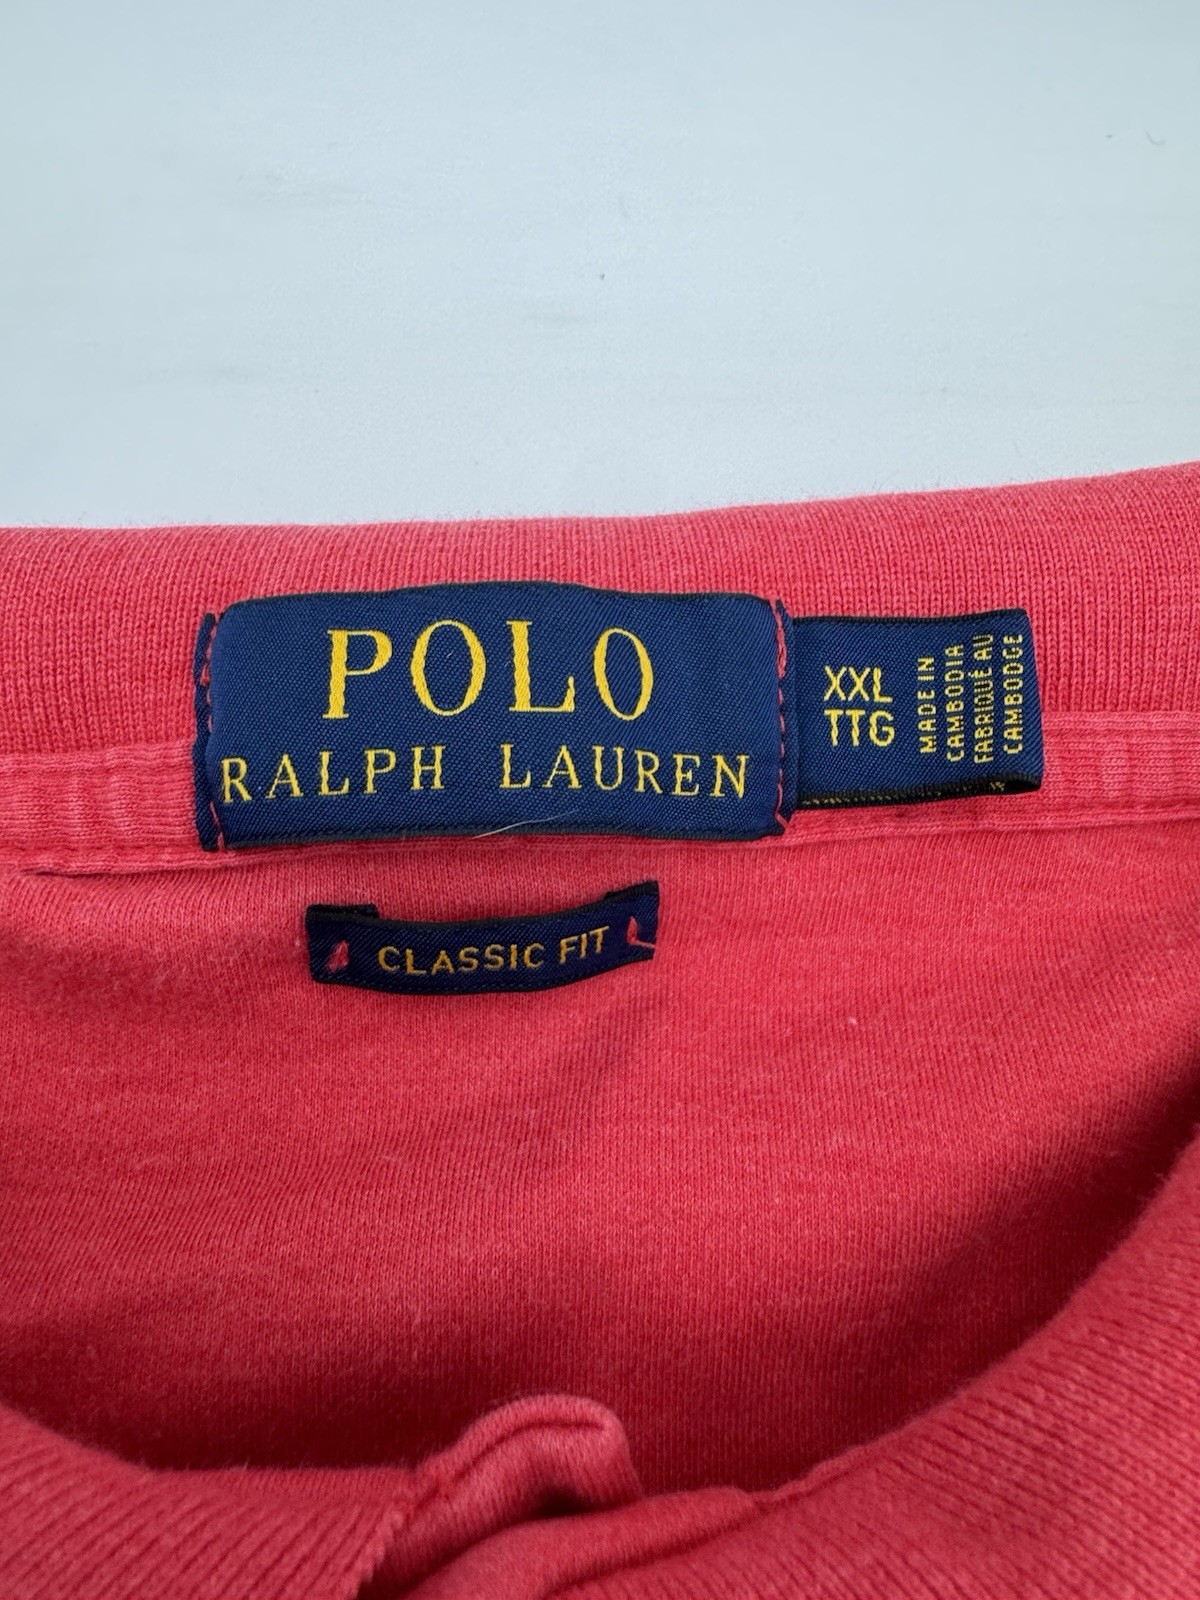 POLO
RALPH LAUREN
XXL
TTG
MADE IN
CAMBODIA
FABRIQUÉ AU
CAMBODGE
CLASSIC FIT